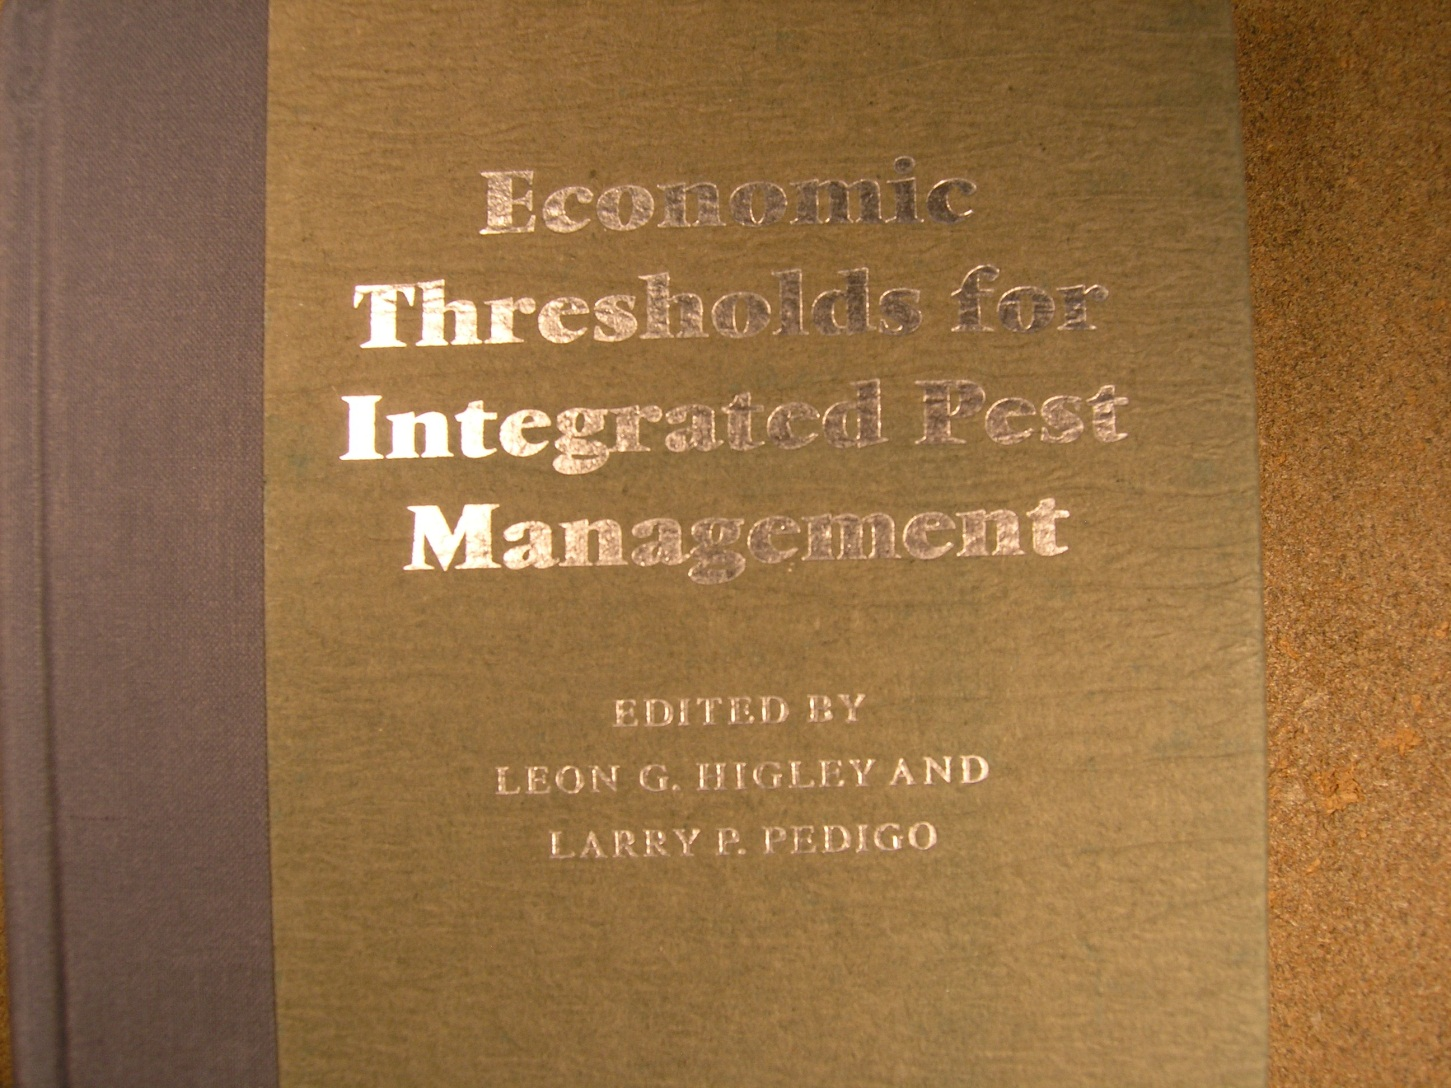 Economic
Thresholds for
Integrated Pest
Management
EDITED BY
LEON G. HIGLEY AND
LARRY P. PEDIGO